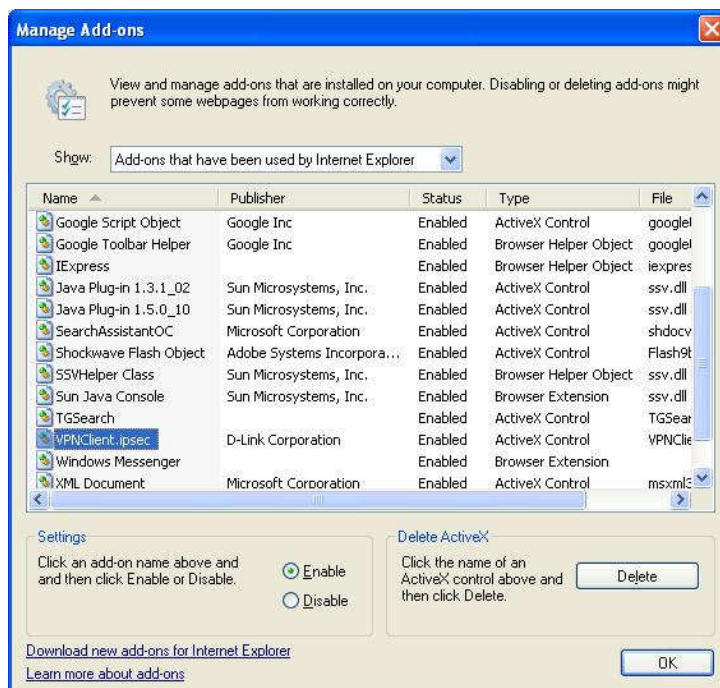 Manage Add-ons
View and manage add-ons that are installed on your computer. Disabling or deleting add-ons might
prevent some webpages from working correctly.
Show: Add-ons that have been used by Internet Explorer
Name Publisher Status Type File
Google Script Object Google Inc Enabled ActiveX Control googlet
Google Toolbar Helper Google Inc Enabled Browser Helper Object googlet
IExpress Enabled Browser Helper Object iexpres
Java Plug-in 1.3.1_02 Sun Microsystems, Inc. Enabled ActiveX Control ssv.dll
Java Plug-in 1.5.0_10 Sun Microsystems, Inc. Enabled ActiveX Control ssv.dll
SearchAssistantOC Microsoft Corporation Enabled ActiveX Control shdocv
Shockwave Flash Object Adobe Systems Incorpora... Enabled ActiveX Control Flash9b
SSVHelper Class Sun Microsystems, Inc. Enabled Browser Helper Object ssv.dll
Sun Java Console Sun Microsystems, Inc. Enabled Browser Extension ssv.dll
TGSearch Enabled ActiveX Control TGSear
VPNClient.ipsec D-Link Corporation Enabled ActiveX Control VPNClie
Windows Messenger Enabled Browser Extension
XML Document Microsoft Corporation Enabled ActiveX Control msxml3
Settings
Click an add-on name above and
and then click Enable or Disable.
Enable
Disable
Delete ActiveX
Click the name of an
ActiveX control above and
then click Delete.
Delete
Download new add-ons for Internet Explorer
Learn more about add-ons
OK